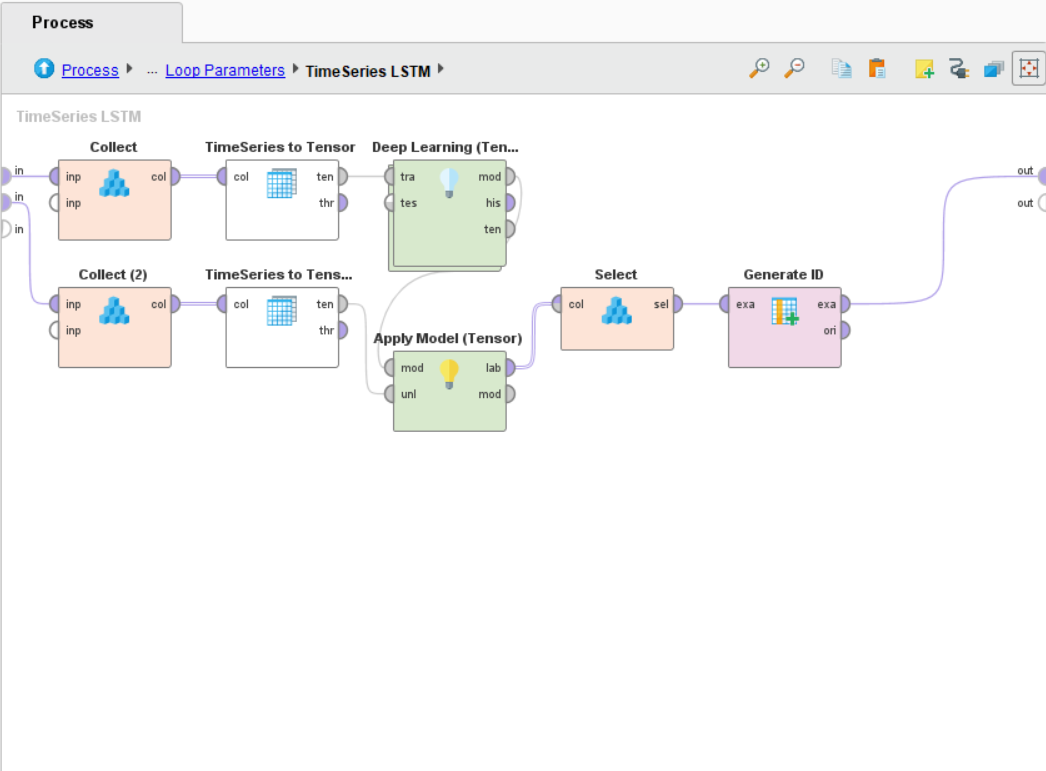 Process
Process ... Loop Parameters TimeSeries LSTM
TimeSeries LSTM
Collect TimeSeries to Tensor Deep Learning (Ten...
in inp col col ten tra mod out
in inp thr tes his out
in ten
Collect (2) TimeSeries to Tens... Select Generate ID
inp col col ten col sel exa exa
inp thr ori
Apply Model (Tensor)
mod lab
unl mod